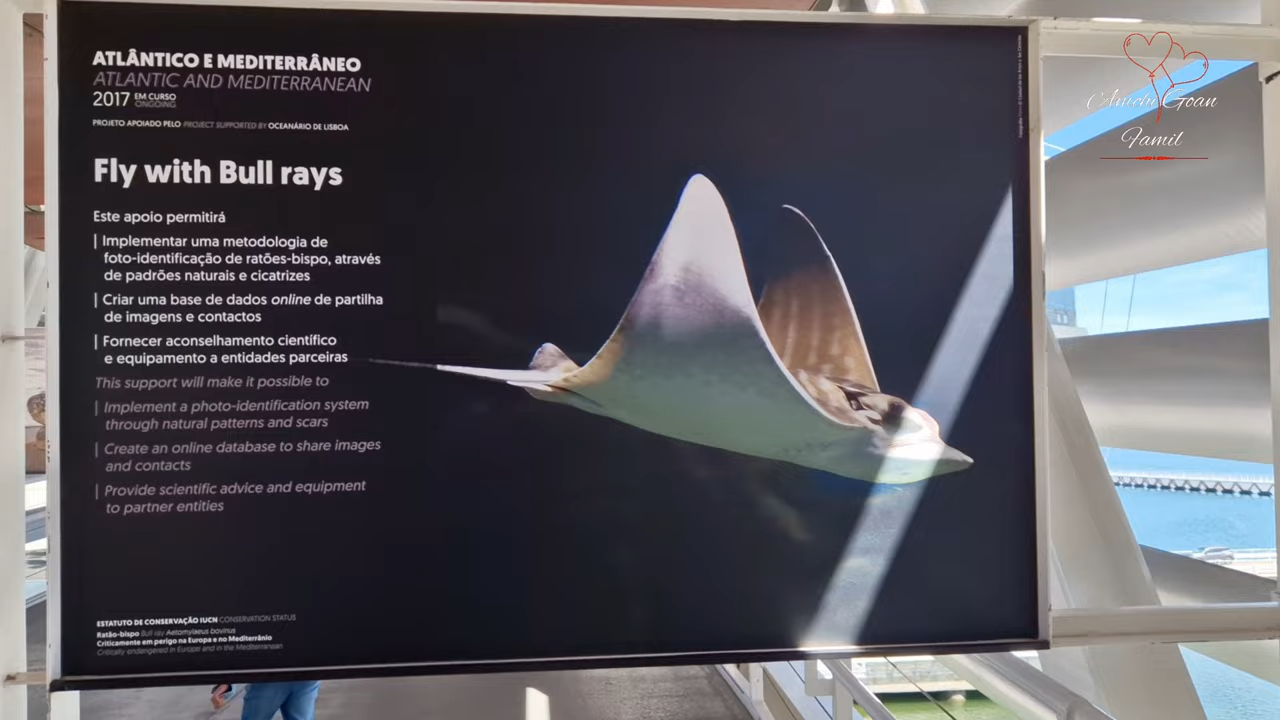 ATLÂNTICO E MEDITERRÂNEO
ATLANTIC AND MEDITERRANEAN
2017 EM CURSO
ONGOING
PROJETO APOIADO PELO PROJECT SUPPORTED BY OCEANÁRIO DE LISBOA
Fly with Bull rays
Este apoio permitirá
| Implementar uma metodologia de
foto-identificação de ratões-bispo, através
de padrões naturais e cicatrizes
| Criar uma base de dados online de partilha
de imagens e contactos
| Fornecer aconselhamento científico
e equipamento a entidades parceiras
This support will make it possible to
| Implement a photo-identification system
through natural patterns and scars
| Create an online database to share images
and contacts
| Provide scientific advice and equipment
to partner entities
ESTATUTO DE CONSERVAÇÃO IUCN CONSERVATION STATUS
Ratão-bispo Bull ray Aetomylaeus bovinus
Criticamente em perigo na Europa e no Mediterrânio
Critically endangered in Europe and in the Mediterranean
Amchi Goan
Famil